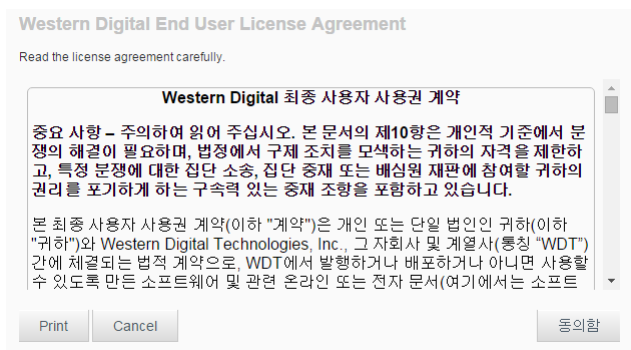 Western Digital End User License Agreement
Read the license agreement carefully.
Western Digital 최종 사용자 사용권 계약
중요 사항 – 주의하여 읽어 주십시오. 본 문서의 제10항은 개인적 기준에서 분
쟁의 해결이 필요하며, 법정에서 구제 조치를 모색하는 귀하의 자격을 제한하
고, 특정 분쟁에 대한 집단 소송, 집단 중재 또는 배심원 재판에 참여할 귀하의
권리를 포기하게 하는 구속력 있는 중재 조항을 포함하고 있습니다.
본 최종 사용자 사용권 계약(이하 "계약")은 개인 또는 단일 법인인 귀하(이하
"귀하")와 Western Digital Technologies, Inc., 그 자회사 및 계열사(통칭 “WDT”)
간에 체결되는 법적 계약으로, WDT에서 발행하거나 배포하거나 아니면 사용할
수 있도록 만든 소프트웨어 및 관련 온라인 또는 전자 문서(여기에서는 소프트
Print
Cancel
동의함